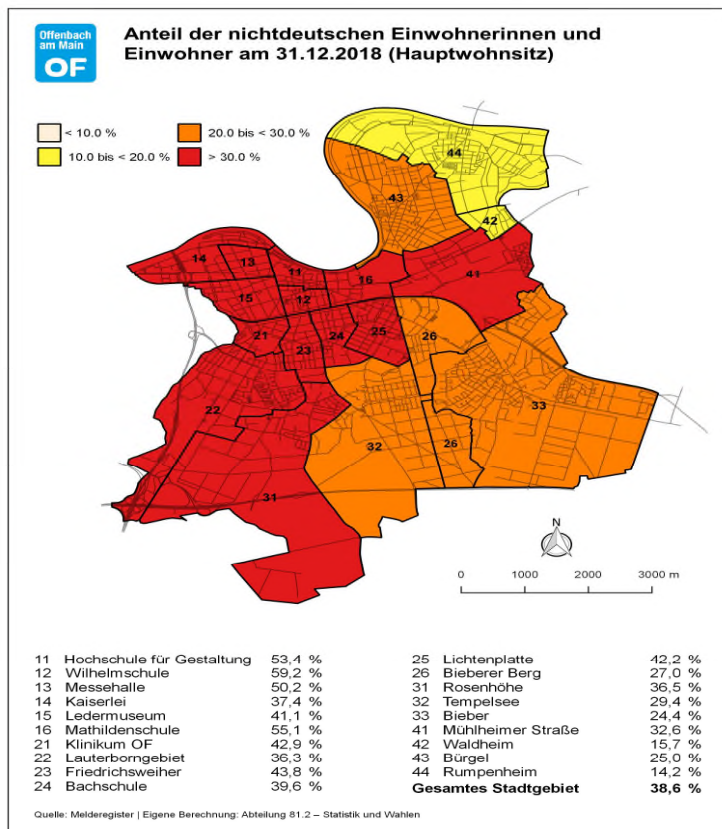 Offenbach
am Main
OF
Anteil der nichtdeutschen Einwohnerinnen und
Einwohner am 31.12.2018 (Hauptwohnsitz)
< 10.0 %
20.0 bis < 30.0 %
10.0 bis < 20.0 %
> 30.0 %
44
43
42
14
13
11
16
41
15
12
21
23
24
25
26
22
33
32
26
31
N
0 1000 2000 3000 m
11 Hochschule für Gestaltung 53,4 %
12 Wilhelmschule 59,2 %
13 Messehalle 50,2 %
14 Kaiserlei 37,4 %
15 Ledermuseum 41,1 %
16 Mathildenschule 55,1 %
21 Klinikum OF 42,9 %
22 Lauterborngebiet 36,3 %
23 Friedrichsweiher 43,8 %
24 Bachschule 39,6 %
25 Lichtenplatte 42,2 %
26 Bieberer Berg 27,0 %
31 Rosenhöhe 36,5 %
32 Tempelsee 29,4 %
33 Bieber 24,4 %
41 Mühlheimer Straße 32,6 %
42 Waldheim 15,7 %
43 Bürgel 25,0 %
44 Rumpenheim 14,2 %
Gesamtes Stadtgebiet 38,6 %
Quelle: Melderegister | Eigene Berechnung: Abteilung 81.2 – Statistik und Wahlen